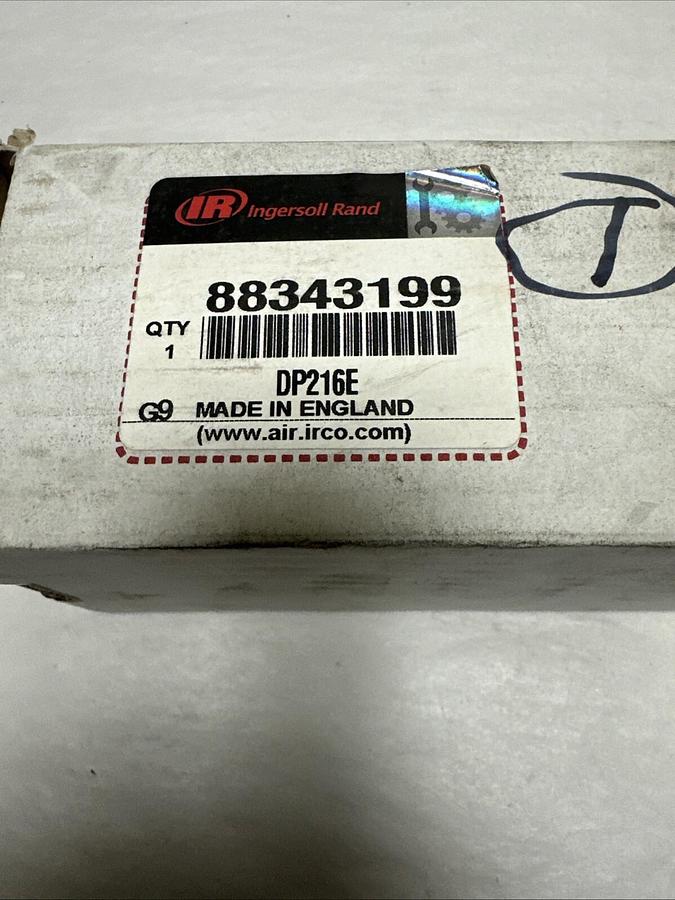 IR Ingersoll Rand
T
88343199
QTY
1
DP216E
G9 MADE IN ENGLAND
(www.air.irco.com)